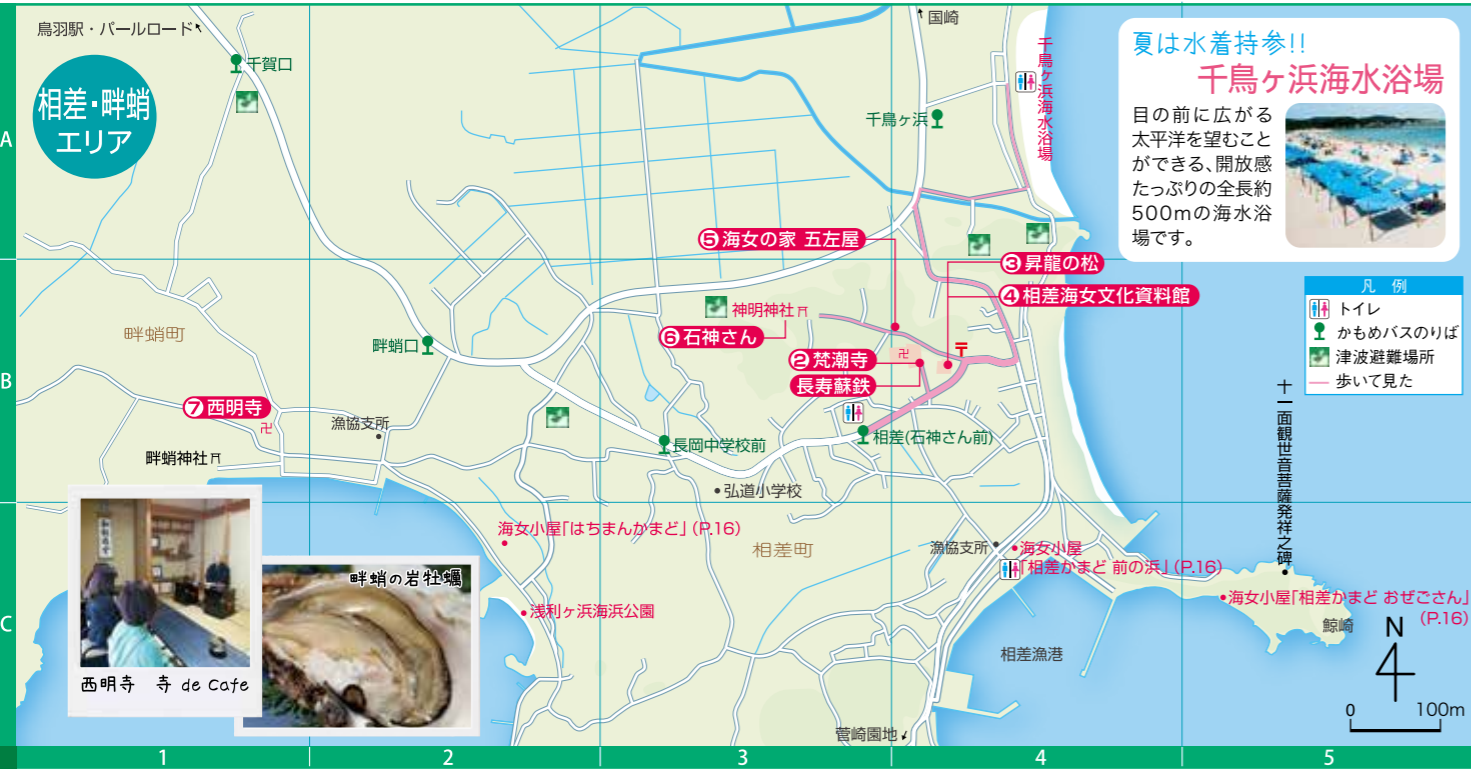 鳥羽駅・パールロード
国崎
相差・畔蛸
エリア
千賀口
千鳥ヶ浜海水浴場
千鳥ヶ浜
夏は水着持参!!
千鳥ヶ浜海水浴場
目の前に広がる
太平洋を望むこと
ができる、開放感
たっぷりの全長約
500mの海水浴
場です。
⑤海女の家 五左屋
③昇龍の松
④相差海女文化資料館
神明神社
⑥石神さん
②梵潮寺
長寿蘇鉄
〒
凡例
トイレ
かもめバスのりば
津波避難場所
歩いて見た
畔蛸町
畔蛸口
⑦西明寺
卍
卍
漁協支所
畔蛸神社
長岡中学校前
相差(石神さん前)
弘道小学校
十一面観世音菩薩発祥之碑
海女小屋「はちまんかまど」(P.16)
相差町
漁協支所
海女小屋
「相差かまど 前の浜」(P.16)
海女小屋「相差かまど おぜごさん」
(P.16)
浅利ヶ浜海浜公園
鯨崎
相差漁港
菅崎園地
畔蛸の岩牡蠣
西明寺 寺 de Cafe
N
0 100m
A
B
C
1 2 3 4 5